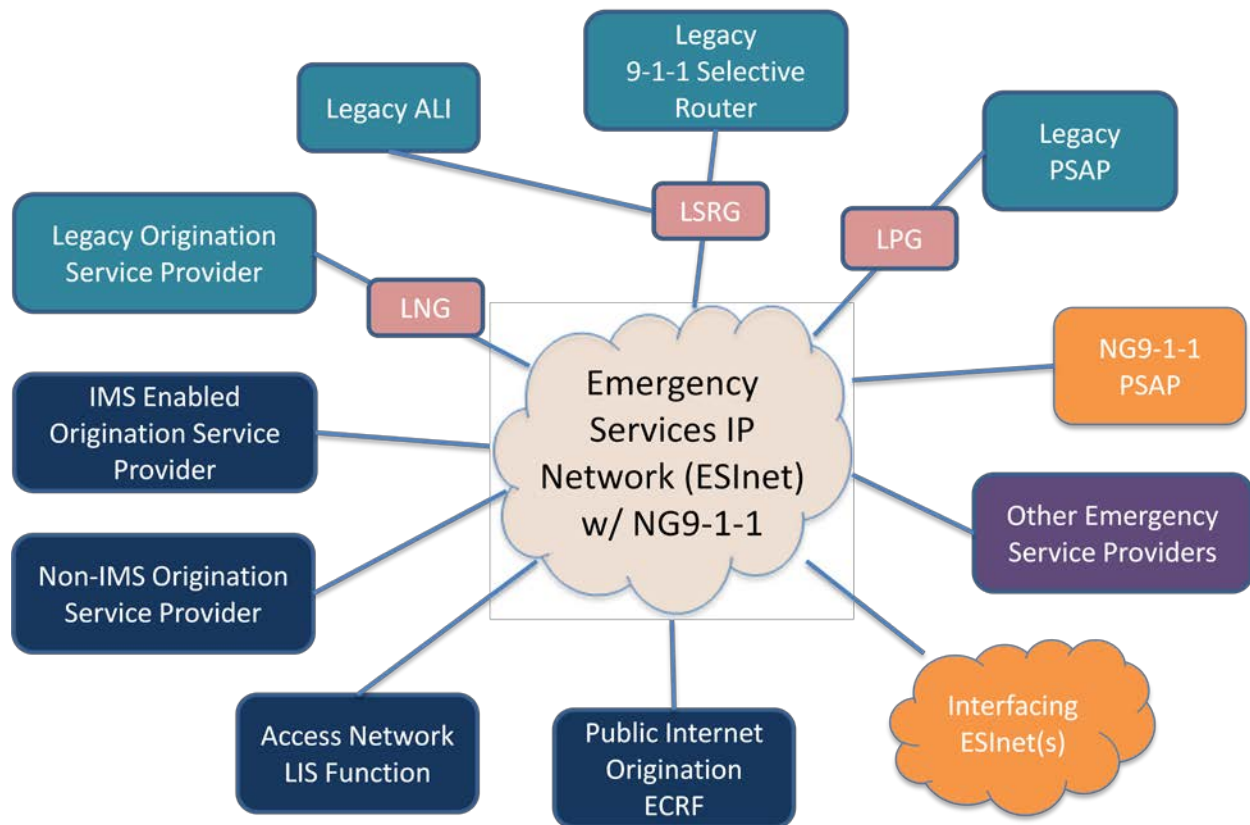 Legacy
9-1-1 Selective
Router
Legacy ALI
Legacy
PSAP
LSRG
LPG
Legacy Origination
Service Provider
LNG
NG9-1-1
PSAP
IMS Enabled
Origination Service
Provider
Emergency
Services IP
Network (ESInet)
w/ NG9-1-1
Other Emergency
Service Providers
Non-IMS Origination
Service Provider
Interfacing
ESInet(s)
Access Network
LIS Function
Public Internet
Origination
ECRF